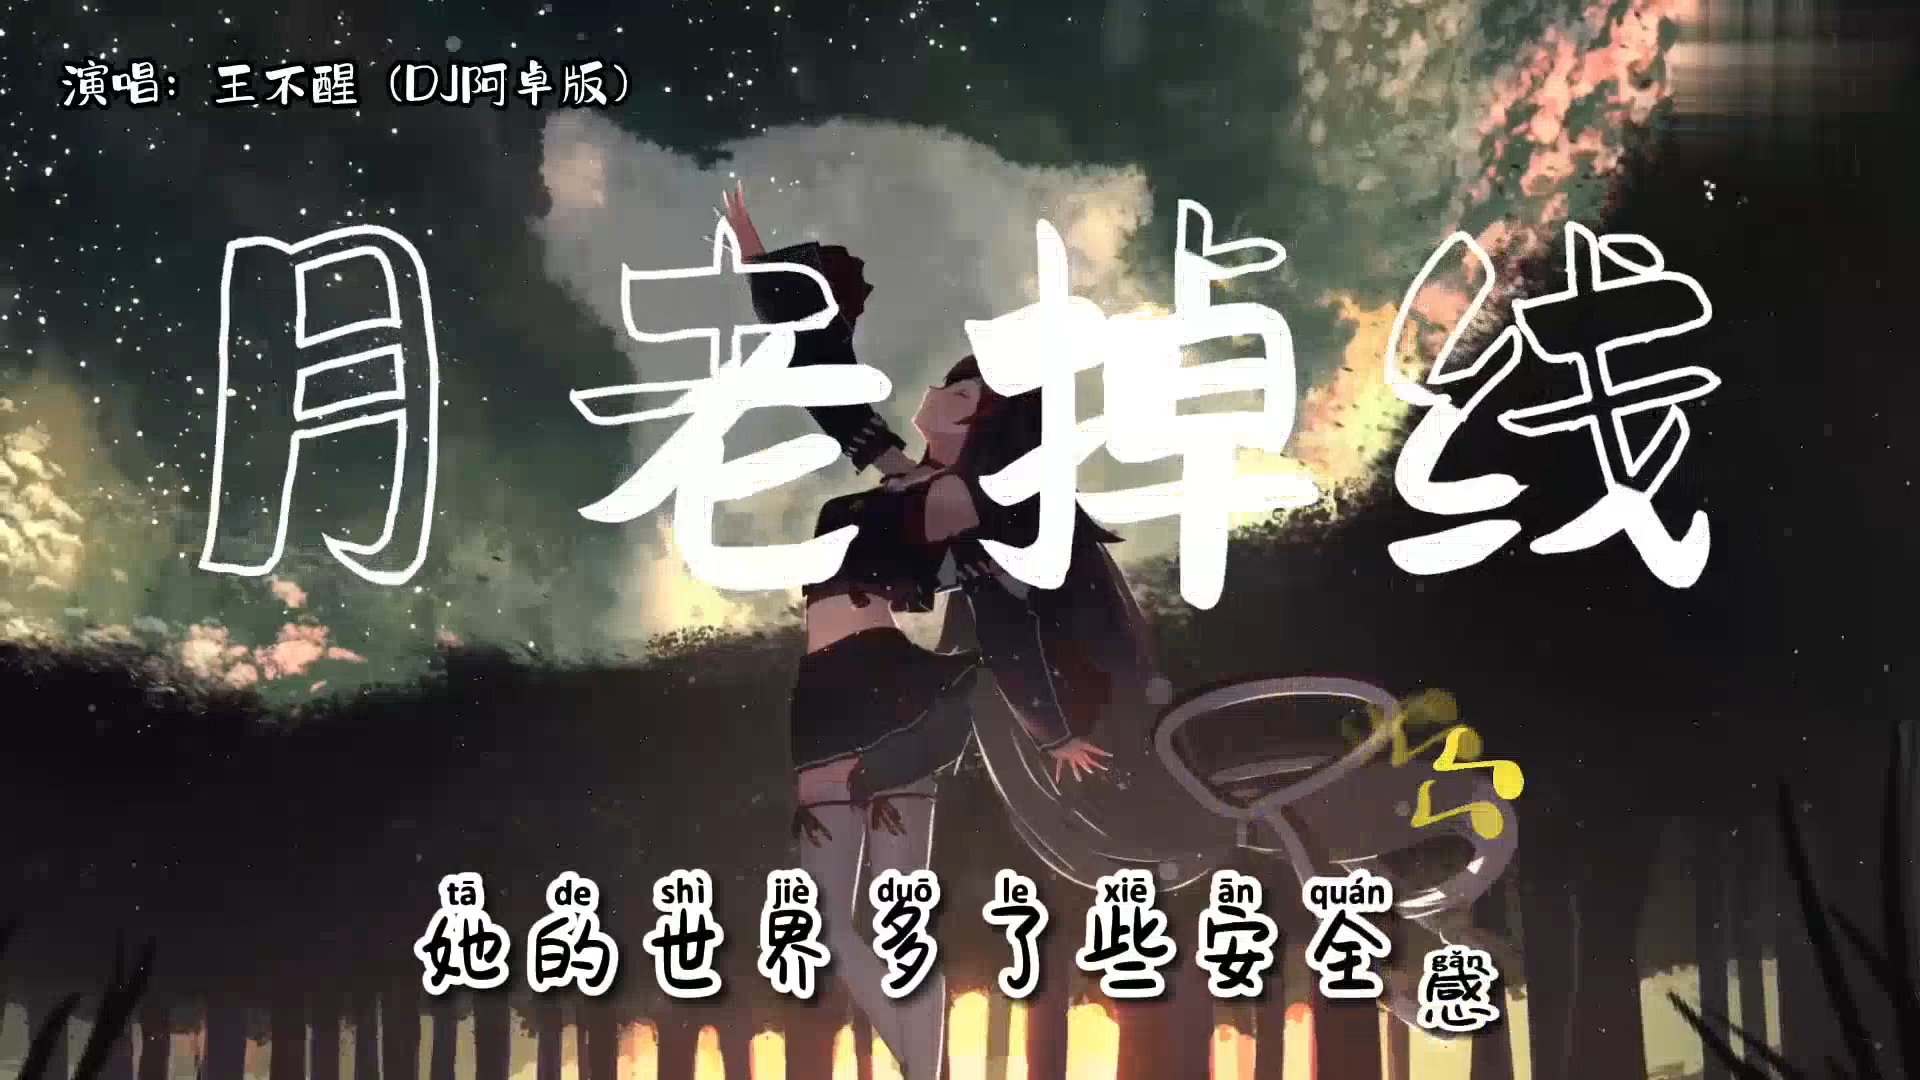 演唱：王不醒（DJ阿卓版）
月老掉线
tā de shì jiè duō le xiē ān quán gǎn
她的世界多了些安全感